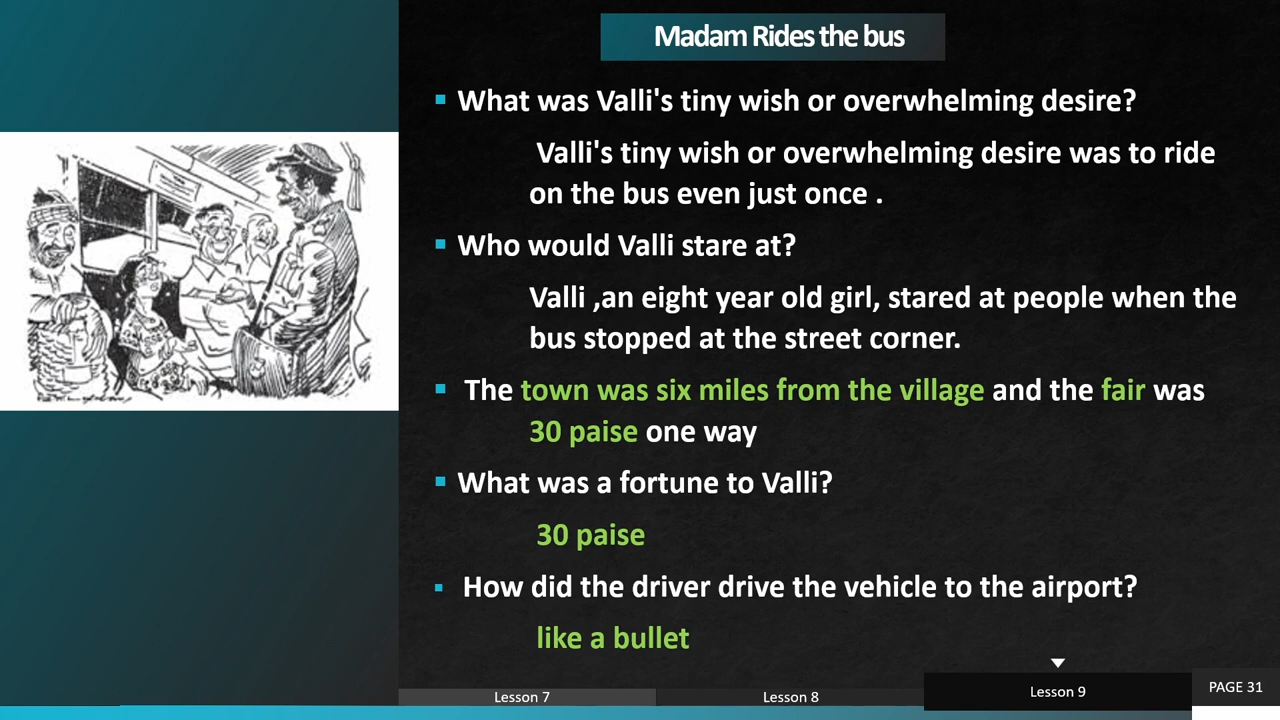 Madam Rides the bus
What was Valli's tiny wish or overwhelming desire?
Valli's tiny wish or overwhelming desire was to ride
on the bus even just once .
Who would Valli stare at?
Valli ,an eight year old girl, stared at people when the
bus stopped at the street corner.
The town was six miles from the village and the fair was
30 paise one way
What was a fortune to Valli?
30 paise
How did the driver drive the vehicle to the airport?
like a bullet
Lesson 7
Lesson 8
Lesson 9
PAGE 31